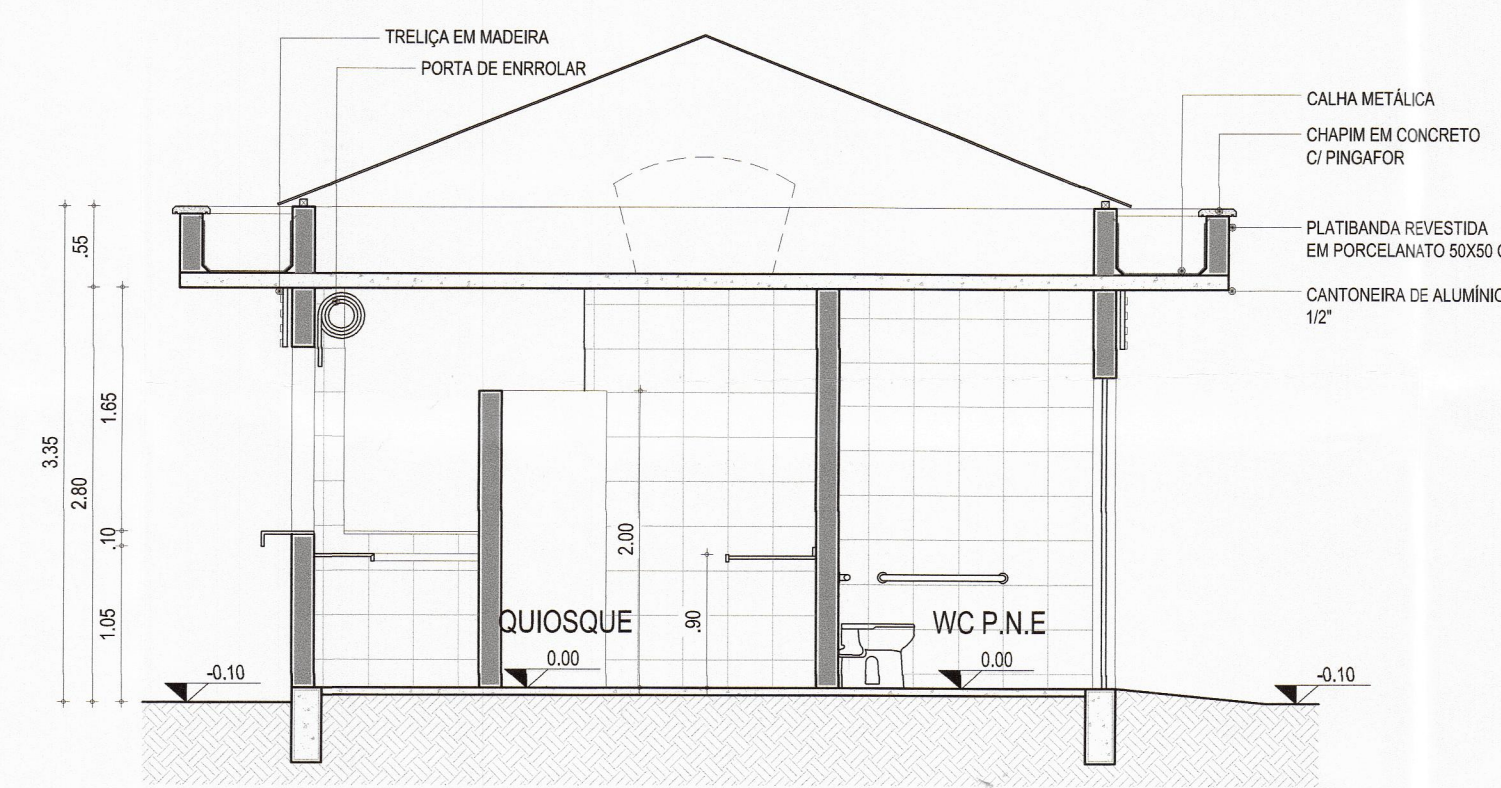 TRELIÇA EM MADEIRA
PORTA DE ENRROLAR
CALHA METÁLICA
CHAPIM EM CONCRETO
C/ PINGAFOR
PLATIBANDA REVESTIDA
EM PORCELANATO 50X50 C
CANTONEIRA DE ALUMÍNIO
1/2"
.55
1.65
3.35
2.80
.10
1.05
2.00
.90
QUIOSQUE
0.00
WC P.N.E
0.00
-0.10
-0.10